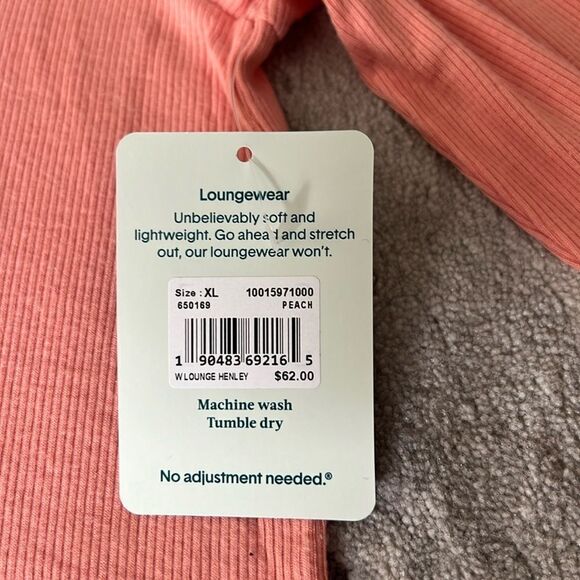 Loungewear
Unbelievably soft and
lightweight. Go ahead and stretch
out, our loungewear won't.
Size : XL 10015971000
650169 PEACH
1 90483 69216 5
W LOUNGE HENLEY $62.00
Machine wash
Tumble dry
No adjustment needed.®